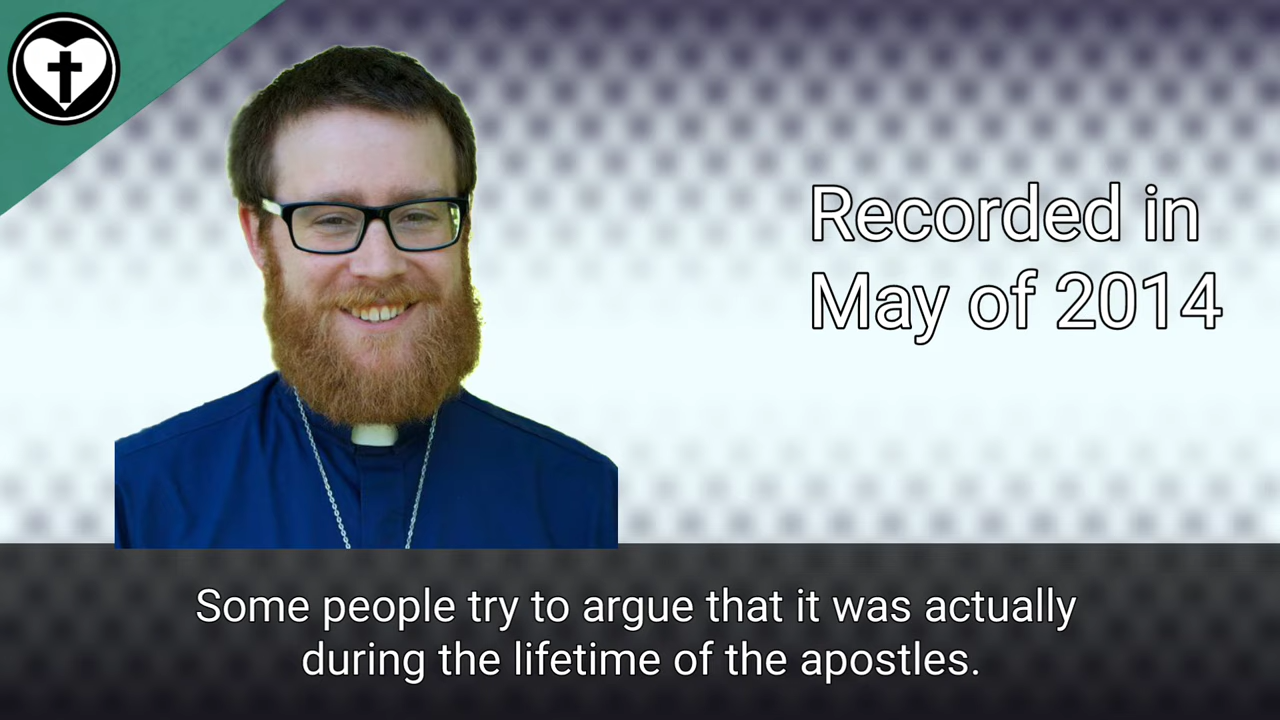 Recorded in
May of 2014
Some people try to argue that it was actually
during the lifetime of the apostles.